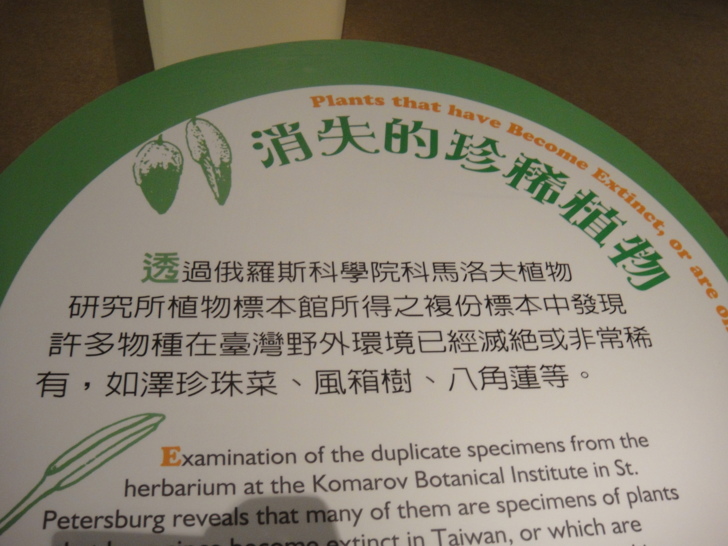 Plants that have Become Extinct, or are on
消失的珍稀植物
透過俄羅斯科學院科馬洛夫植物
研究所植物標本館所得之複份標本中發現
許多物種在臺灣野外環境已經滅絕或非常稀
有，如澤珍珠菜、風箱樹、八角蓮等。
Examination of the duplicate specimens from the
herbarium at the Komarov Botanical Institute in St.
Petersburg reveals that many of them are specimens of plants
become extinct in Taiwan, or which are